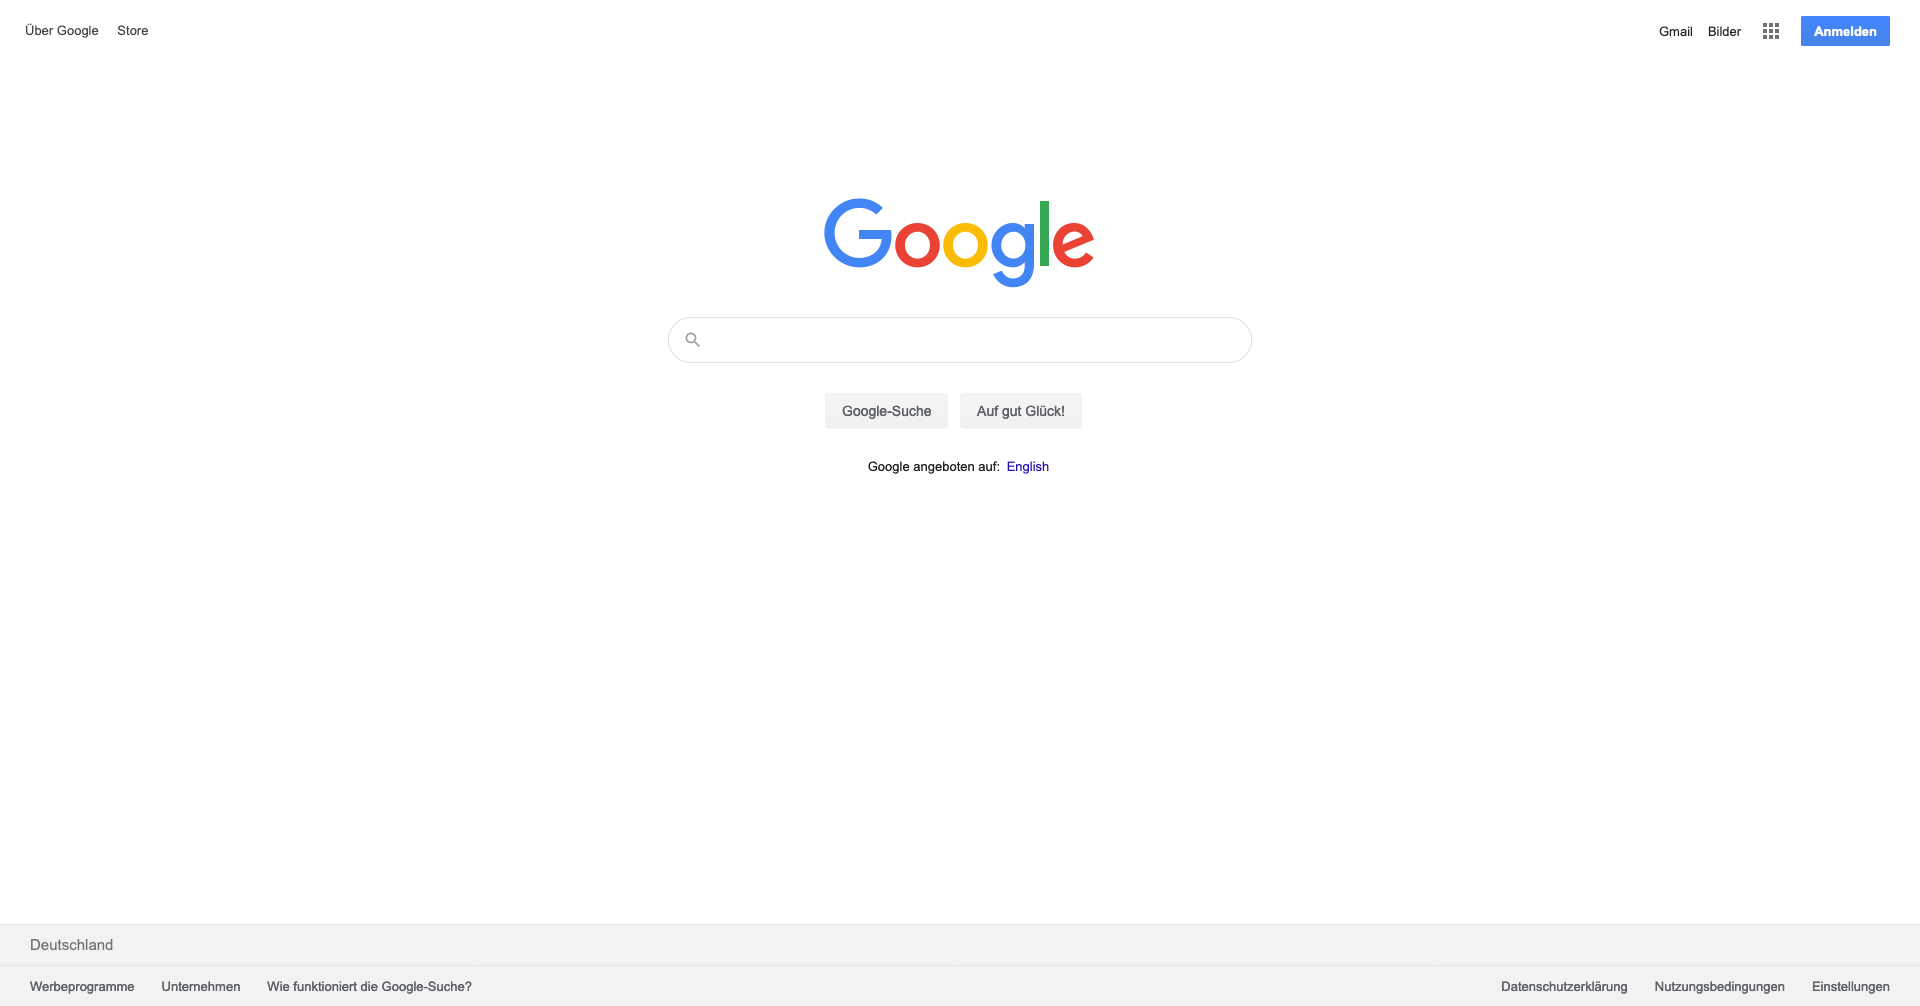 Über Google Store Gmail Bilder Anmelden
Google
Google-Suche Auf gut Glück!
Google angeboten auf: English
Deutschland
Werbeprogramme Unternehmen Wie funktioniert die Google-Suche? Datenschutzerklärung Nutzungsbedingungen Einstellungen